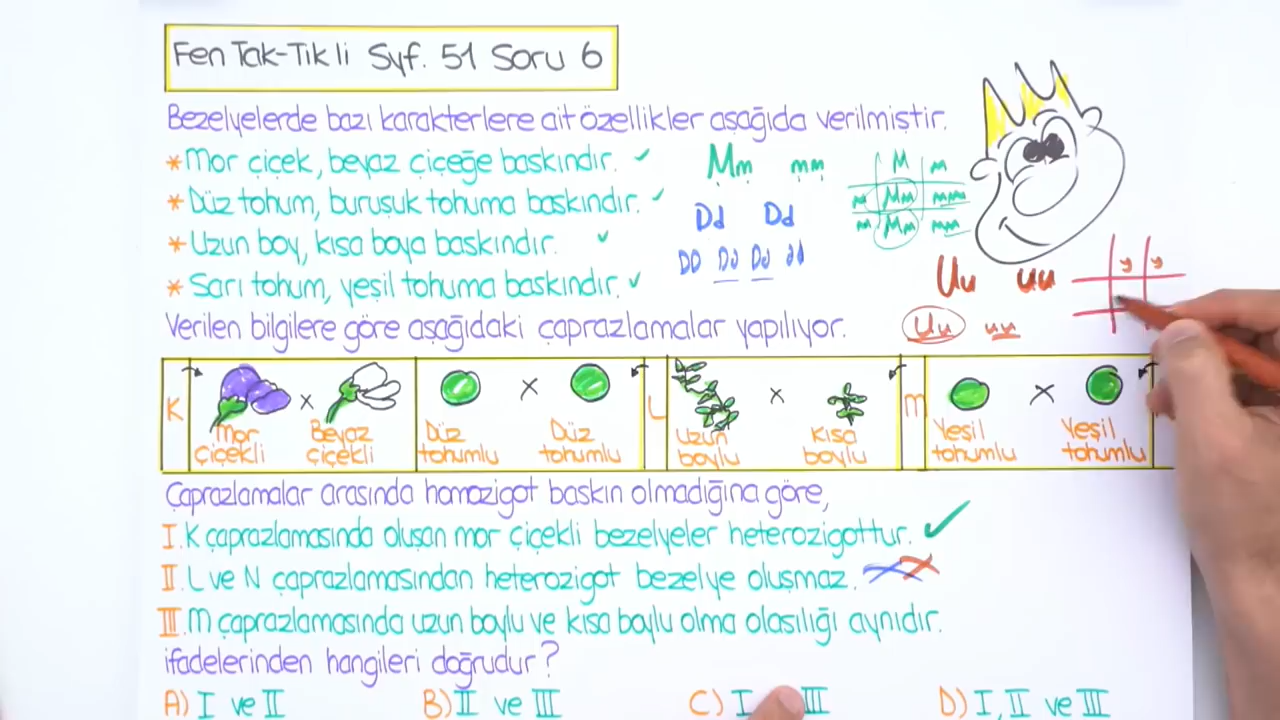 Fen Tak-Tikli Syf. 51 Soru 6
Bezelyelerde bazı karakterlere ait özellikler aşağıda verilmiştir.
* Mor çiçek, beyaz çiçeğe baskındır.
* Düz tohum, buruşuk tohuma baskındır.
* Uzun boy, kısa boya baskındır.
* Sarı tohum, yeşil tohuma baskındır.
Mm mm
M m
m Mm mm
m Mm mm
Dd Dd
DD Dd Dd dd
Uu uu
Uu uu
y y
Verilen bilgilere göre aşağıdaki çaprazlamalar yapılıyor.
K
Mor çiçekli x Beyaz çiçekli
Düz tohumlu x Düz tohumlu
L
Uzun boylu x Kısa boylu
M
Yeşil tohumlu x Yeşil tohumlu
Çaprazlamalar arasında homozigot baskın olmadığına göre,
I. K çaprazlamasında oluşan mor çiçekli bezelyeler heterozigottur.
II. L ve N çaprazlamasından heterozigot bezelye oluşmaz.
III. M çaprazlamasında uzun boylu ve kısa boylu olma olasılığı aynıdır.
ifadelerinden hangileri doğrudur?
A) I ve II B) II ve III C) I III D) I, II ve III